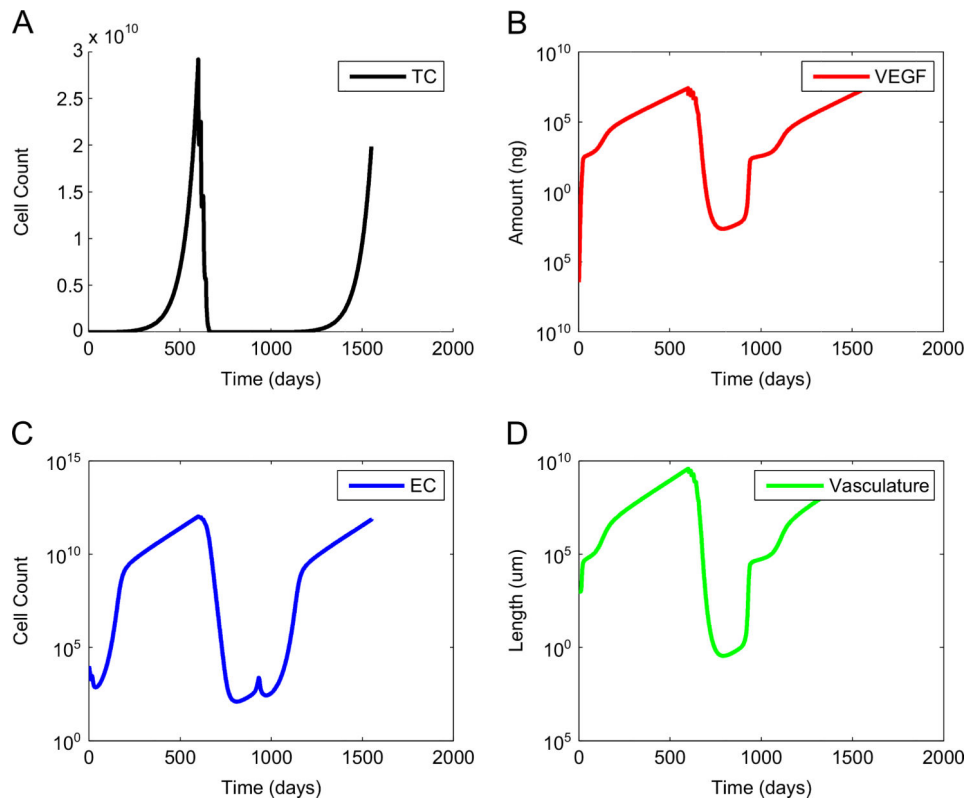 A
x 10^10
3
2.5
2
1.5
1
0.5
0
Cell Count
TC
0 500 1000 1500 2000
Time (days)
B
10^10
10^5
10^0
10^5
10^10
Amount (ng)
VEGF
0 500 1000 1500 2000
Time (days)
C
10^15
10^10
10^5
10^0
Cell Count
EC
0 500 1000 1500 2000
Time (days)
D
10^10
10^5
10^0
10^5
Length (um)
Vasculature
0 500 1000 1500 2000
Time (days)